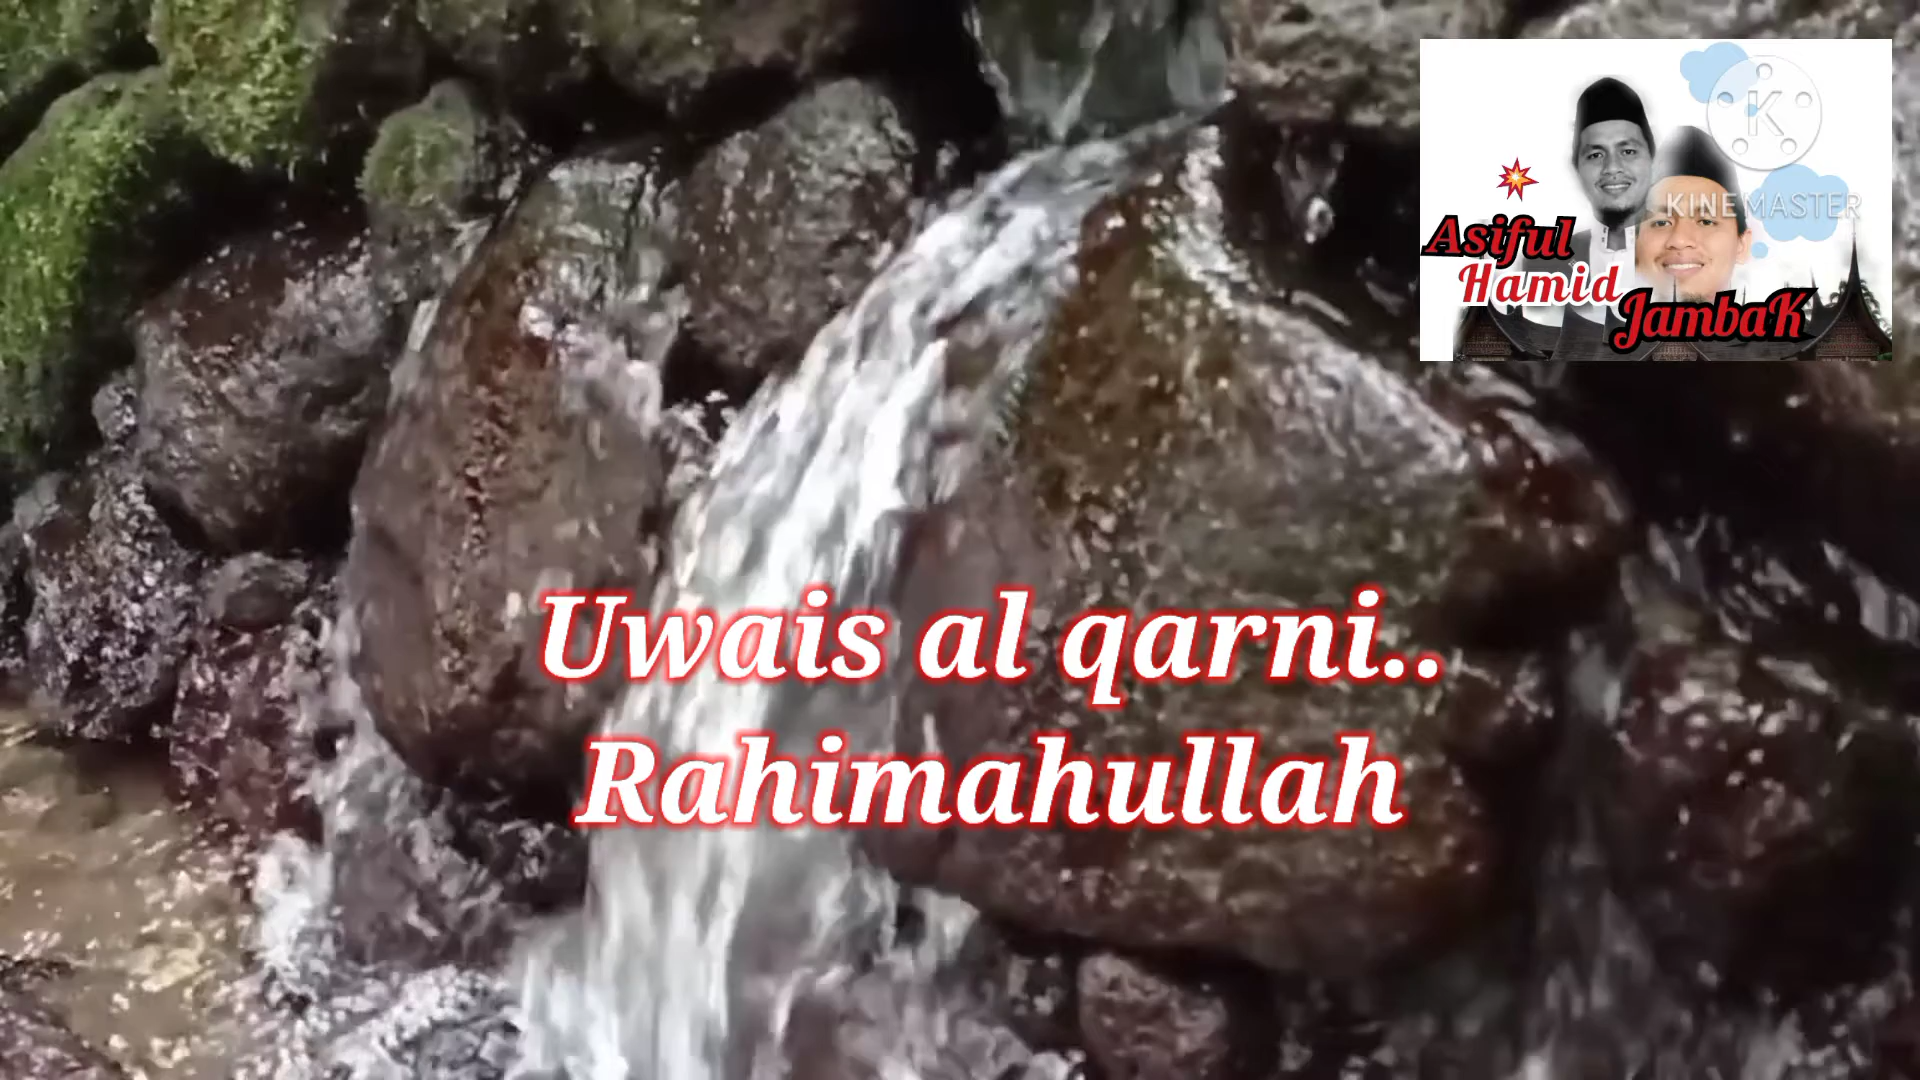 Asiful
Hamid
JambaK
K
KINEMASTER
Uwais al qarni..
Rahimahullah